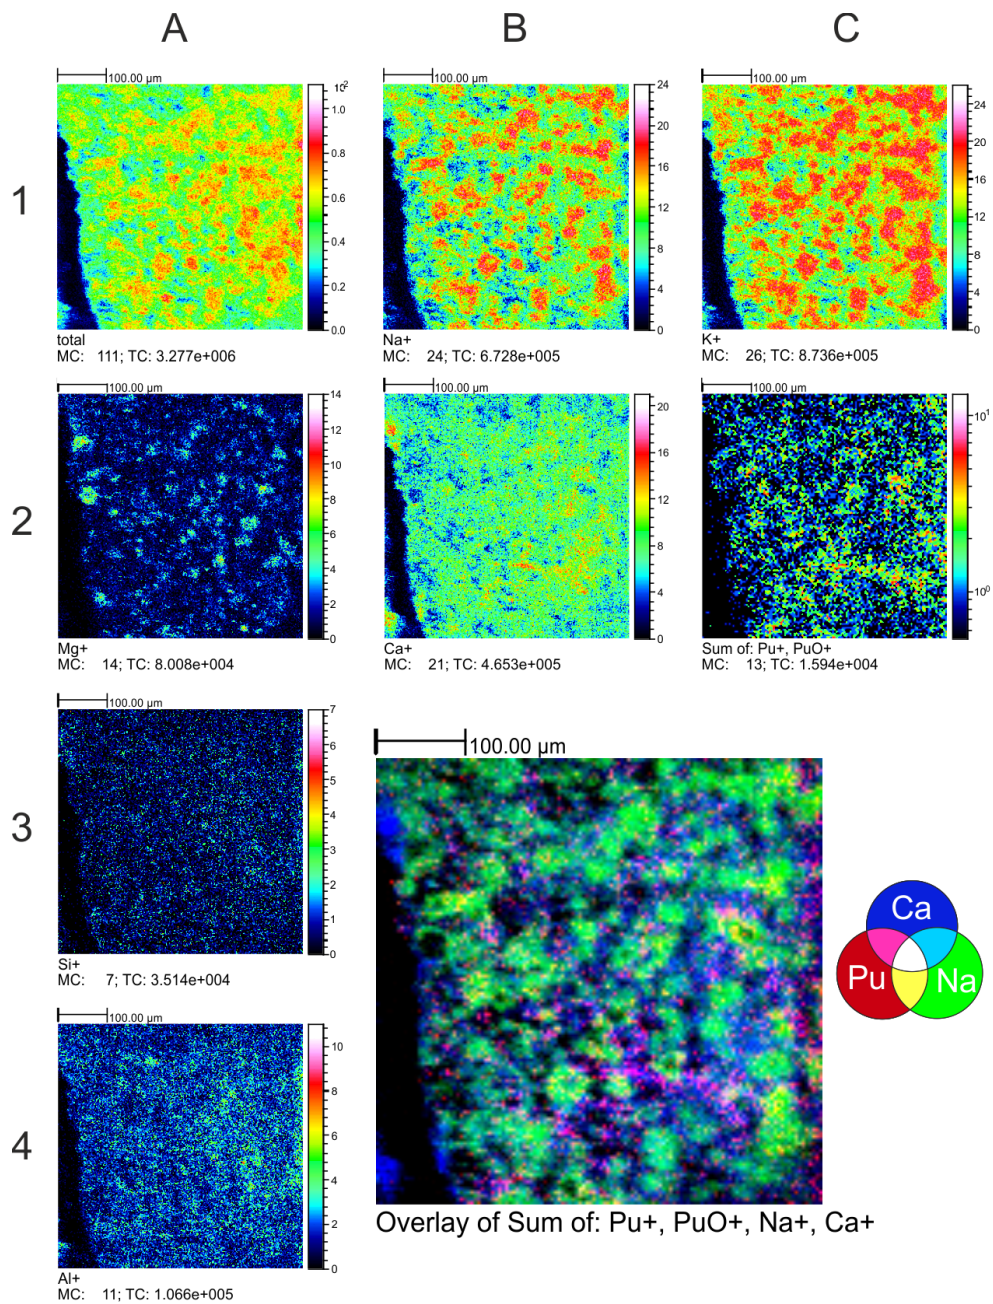 A B C
1
100.00 µm
10²
1.0
0.8
0.6
0.4
0.2
0.0
total
MC: 111; TC: 3.277e+006
100.00 µm
24
20
16
12
8
4
0
Na+
MC: 24; TC: 6.728e+005
100.00 µm
24
20
16
12
8
4
0
K+
MC: 26; TC: 8.736e+005
2
100.00 µm
14
12
10
8
6
4
2
0
Mg+
MC: 14; TC: 8.008e+004
100.00 µm
20
16
12
8
4
0
Ca+
MC: 21; TC: 4.653e+005
100.00 µm
10¹
10⁰
Sum of: Pu+, PuO+
MC: 13; TC: 1.594e+004
3
100.00 µm
7
6
5
4
3
2
1
0
Si+
MC: 7; TC: 3.514e+004
4
100.00 µm
10
8
6
4
2
0
Al+
MC: 11; TC: 1.066e+005
100.00 µm
Ca
Pu Na
Overlay of Sum of: Pu+, PuO+, Na+, Ca+